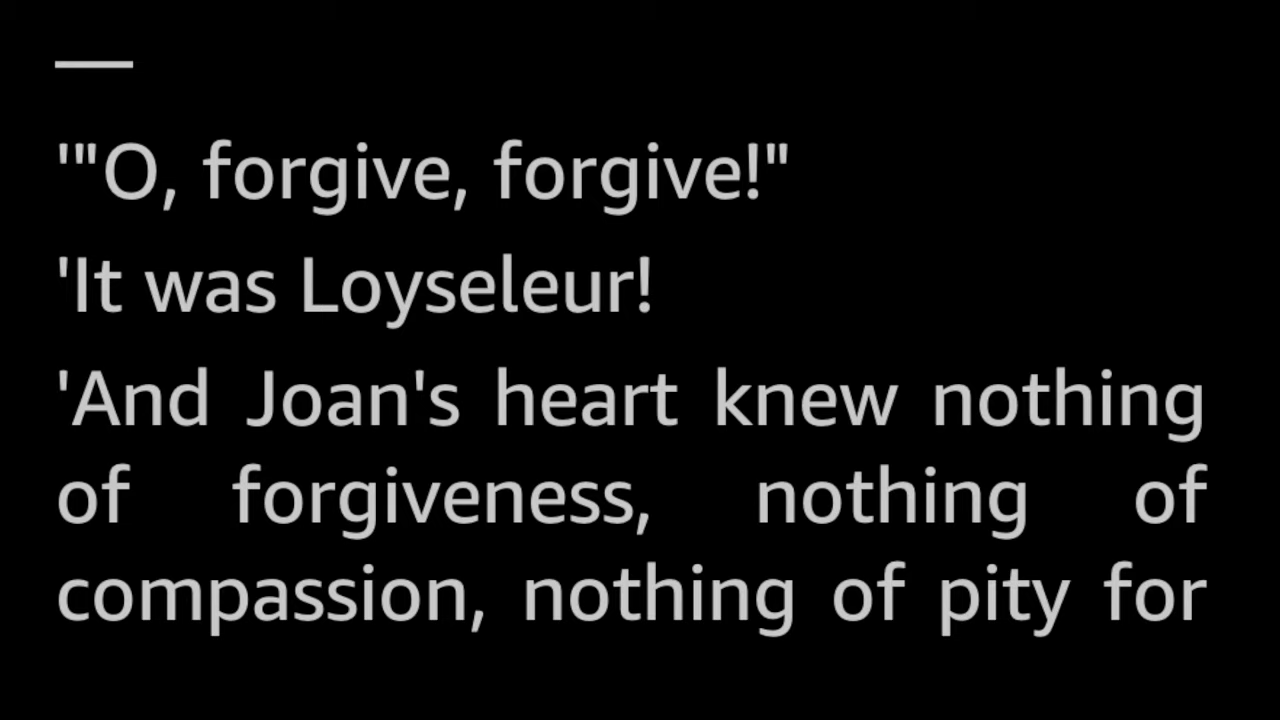 —
'"O, forgive, forgive!"
'It was Loyseleur!
'And Joan's heart knew nothing
of forgiveness, nothing of
compassion, nothing of pity for